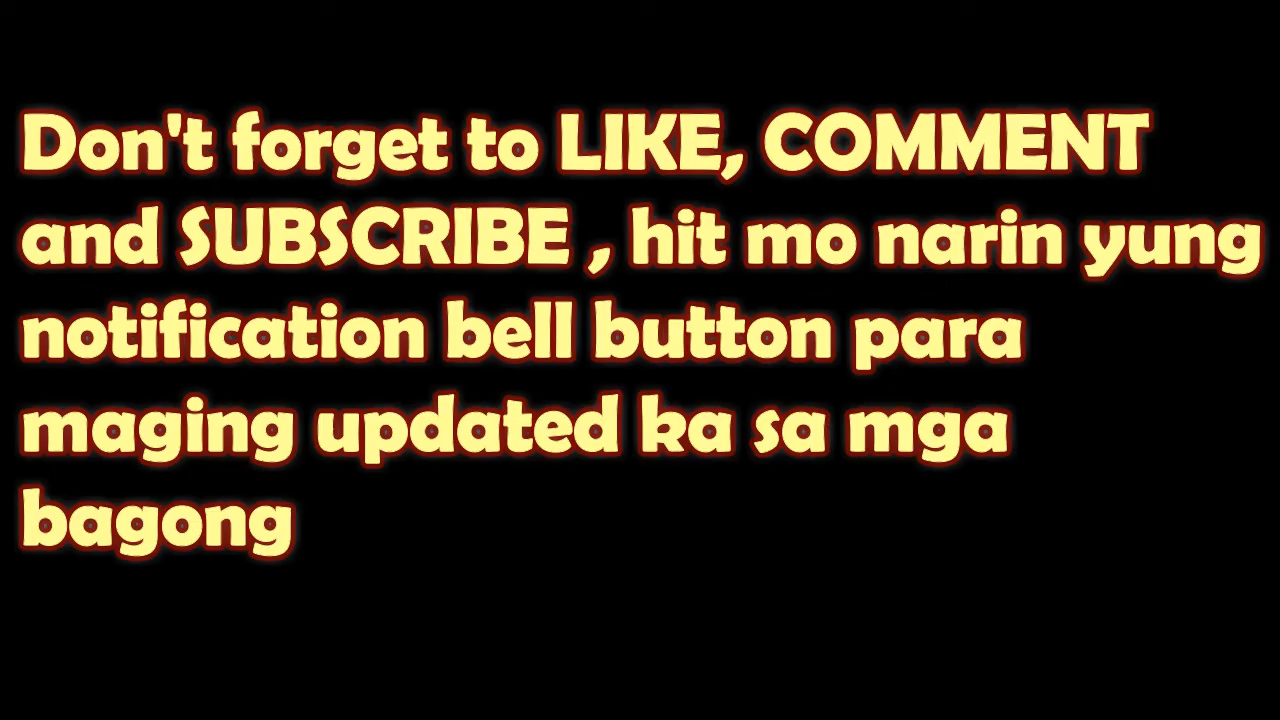 Don't forget to LIKE, COMMENT
and SUBSCRIBE , hit mo narin yung
notification bell button para
maging updated ka sa mga
bagong